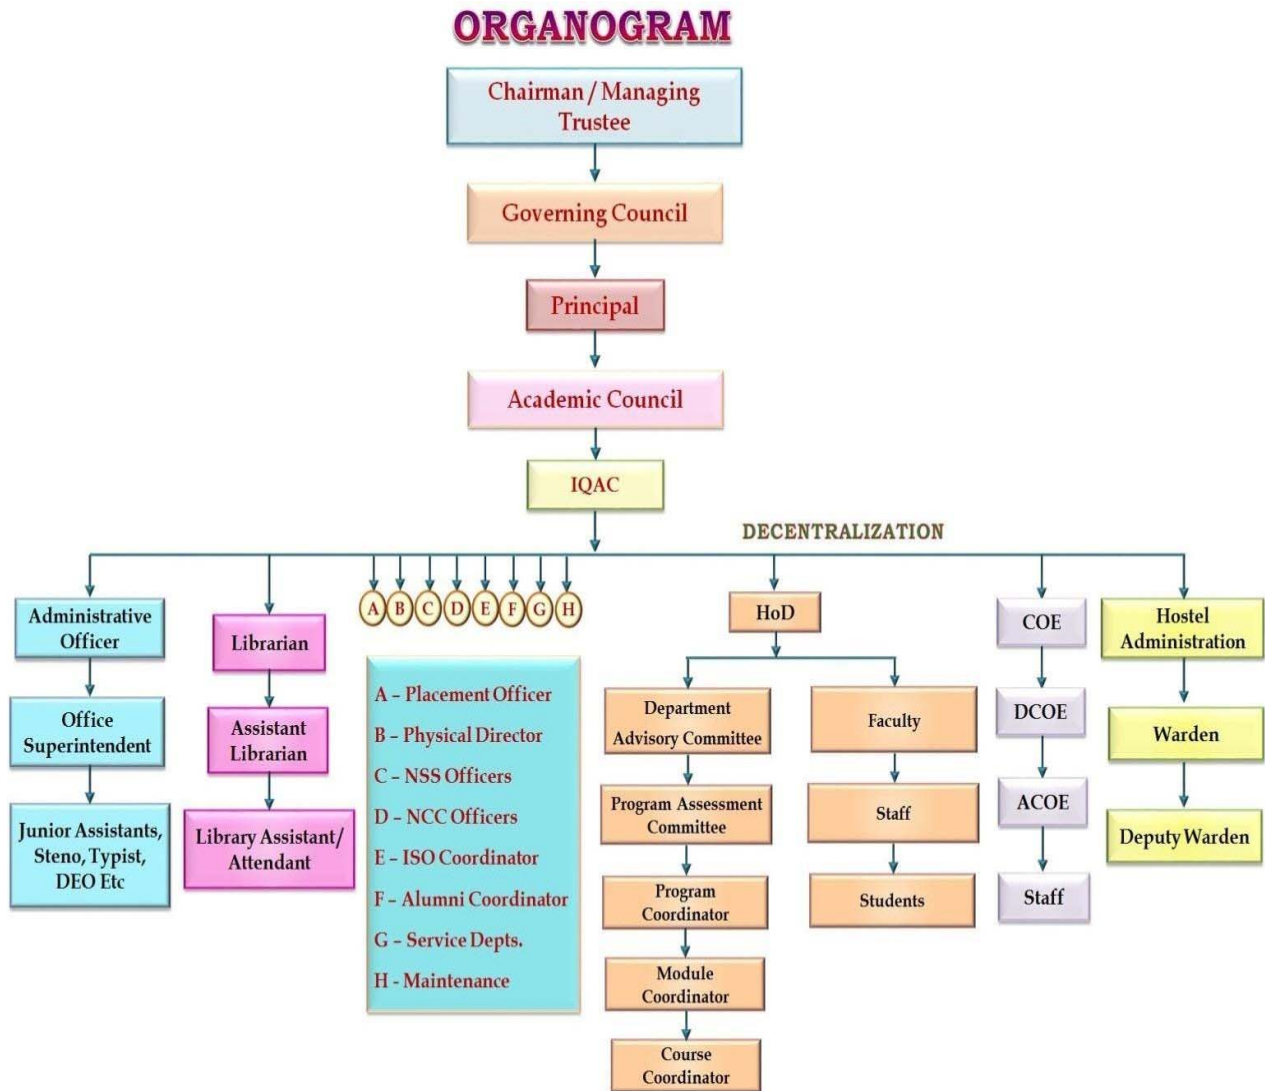 ORGANOGRAM
Chairman / Managing
Trustee
Governing Council
Principal
Academic Council
IQAC
DECENTRALIZATION
Administrative
Officer
Office
Superintendent
Junior Assistants,
Steno, Typist,
DEO Etc
Librarian
Assistant
Librarian
Library Assistant/
Attendant
A B C D E F G H
A – Placement Officer
B – Physical Director
C – NSS Officers
D – NCC Officers
E – ISO Coordinator
F – Alumni Coordinator
G – Service Depts.
H - Maintenance
HoD
Department
Advisory Committee
Program Assessment
Committee
Program
Coordinator
Module
Coordinator
Course
Coordinator
Faculty
Staff
Students
COE
DCOE
ACOE
Staff
Hostel
Administration
Warden
Deputy Warden